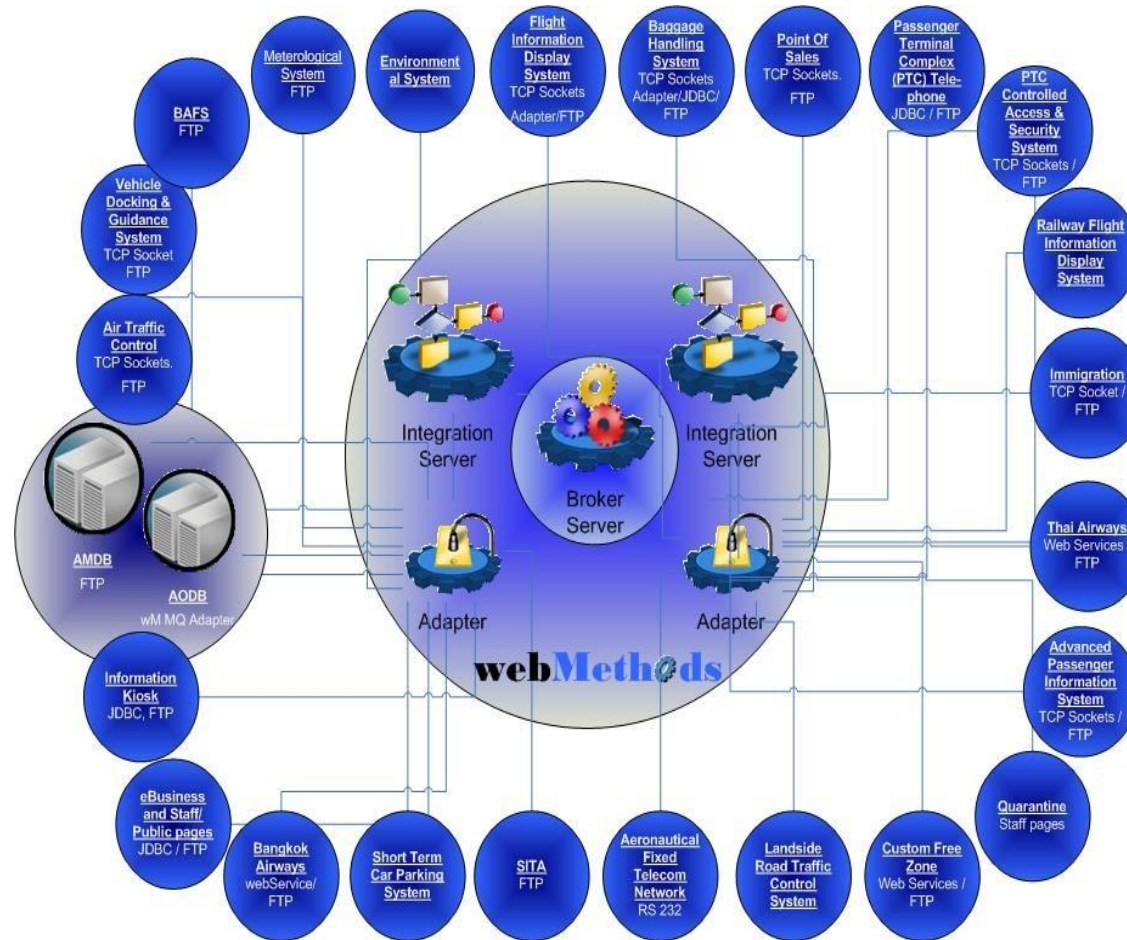 Meterological
System
FTP
Environment
al System
Flight
Information
Display
System
TCP Sockets
Adapter/FTP
Baggage
Handling
System
TCP Sockets
Adapter/JDBC/
FTP
Point Of
Sales
TCP Sockets.
FTP
Passenger
Terminal
Complex
(PTC) Tele-
phone
JDBC / FTP
PTC
Controlled
Access &
Security
System
TCP Sockets /
FTP
BAFS
FTP
Vehicle
Docking &
Guidance
System
TCP Socket
FTP
Railway Flight
Information
Display
System
Air Traffic
Control
TCP Sockets.
FTP
Immigration
TCP Socket /
FTP
Integration
Server
Integration
Server
e
Broker
Server
AMDB
FTP
AODB
wM MQ Adapter
Thai Airways
Web Services
FTP
Adapter
Adapter
webMethods
Information
Kiosk
JDBC, FTP
Advanced
Passenger
Information
System
TCP Sockets /
FTP
eBusiness
and Staff/
Public pages
JDBC / FTP
Bangkok
Airways
webService/
FTP
Short Term
Car Parking
System
SITA
FTP
Aeronautical
Fixed
Telecom
Network
RS 232
Landside
Road Traffic
Control
System
Custom Free
Zone
Web Services /
FTP
Quarantine
Staff pages